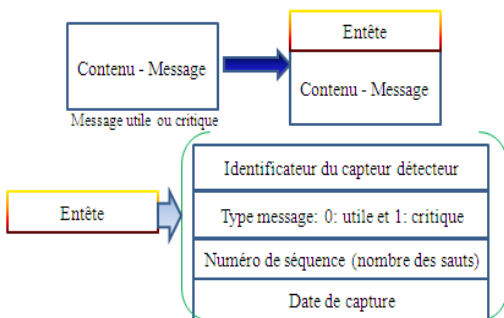 Contenu - Message
Message utile ou critique
Entête
Contenu - Message
Entête
Identificateur du capteur détecteur
Type message: 0: utile et 1: critique
Numéro de séquence (nombre des sauts)
Date de capture